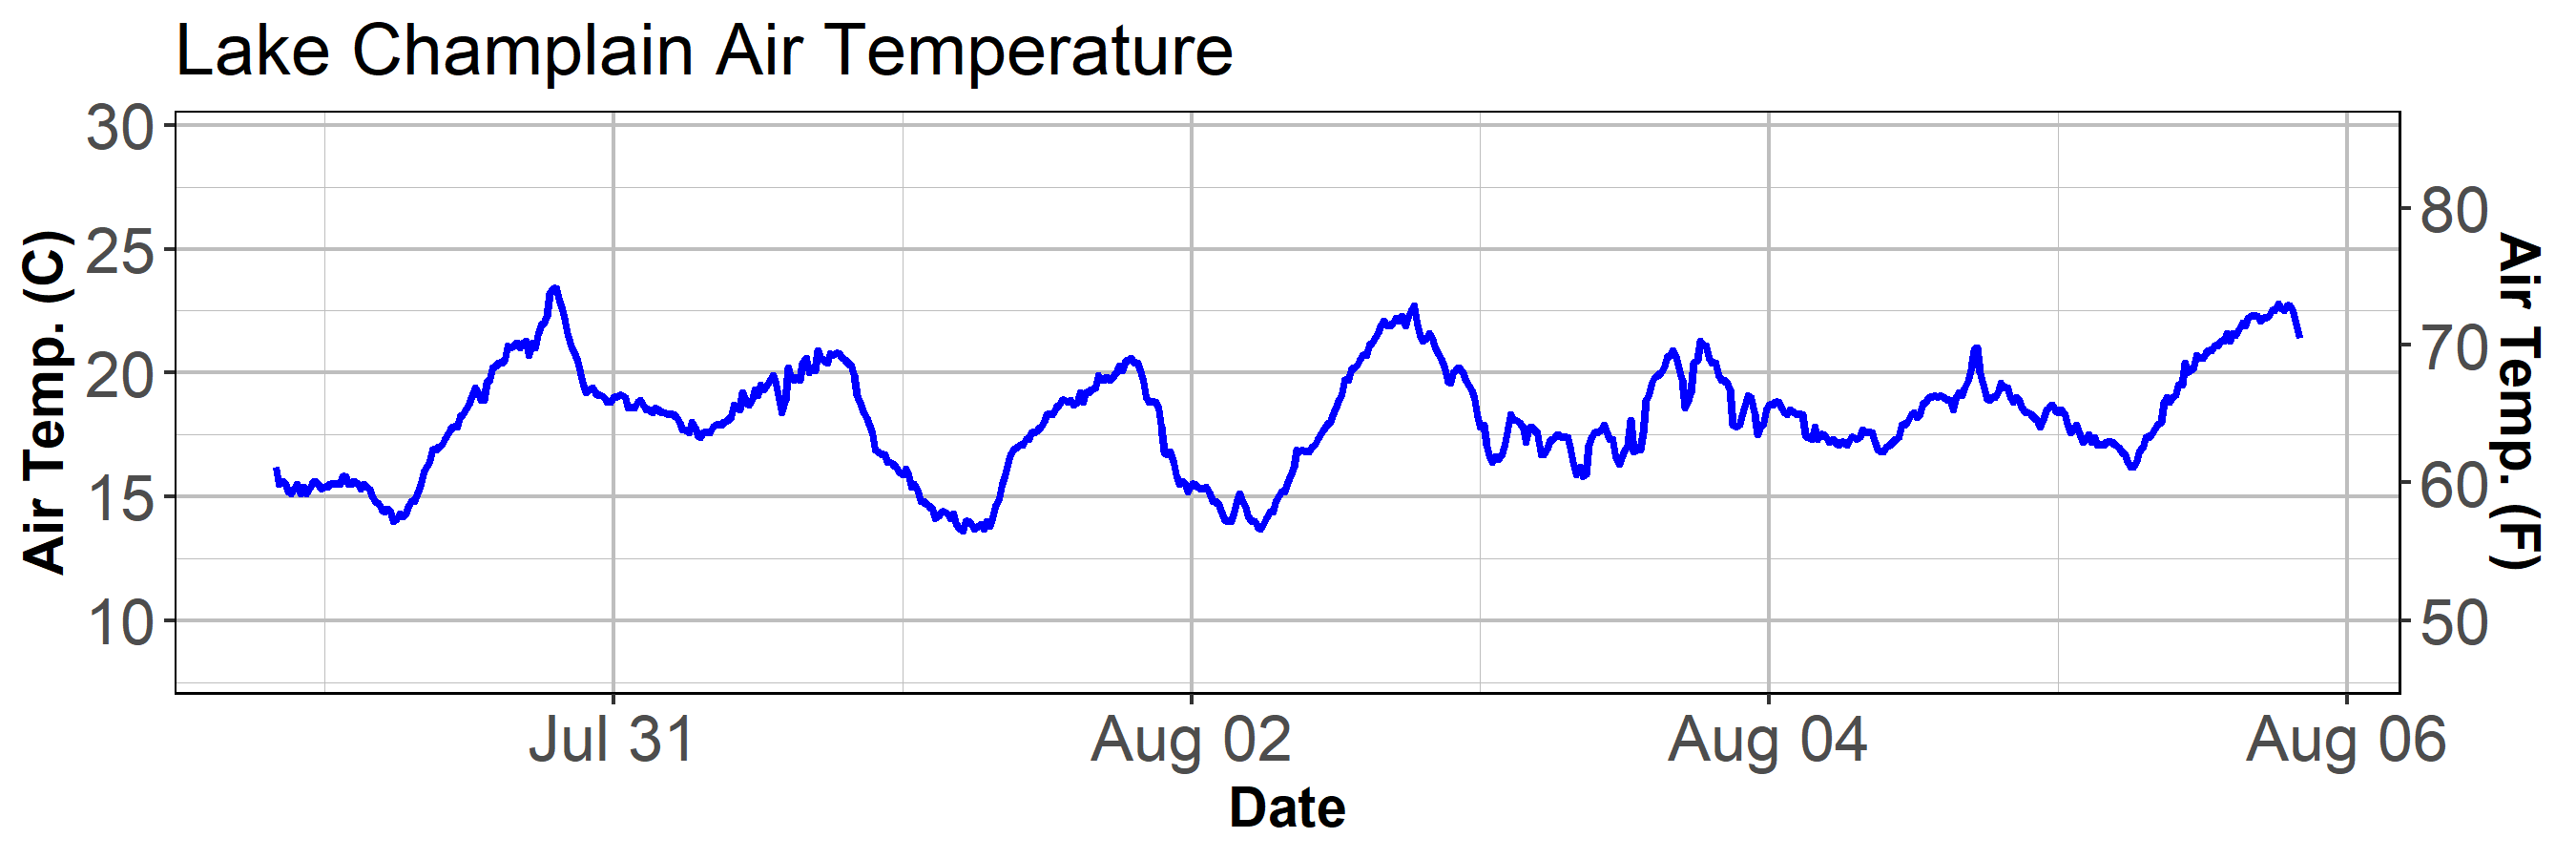 Lake Champlain Air Temperature
Air Temp. (C)
30
25
20
15
10
80
70
60
50
Air Temp. (F)
Jul 31
Aug 02
Aug 04
Aug 06
Date